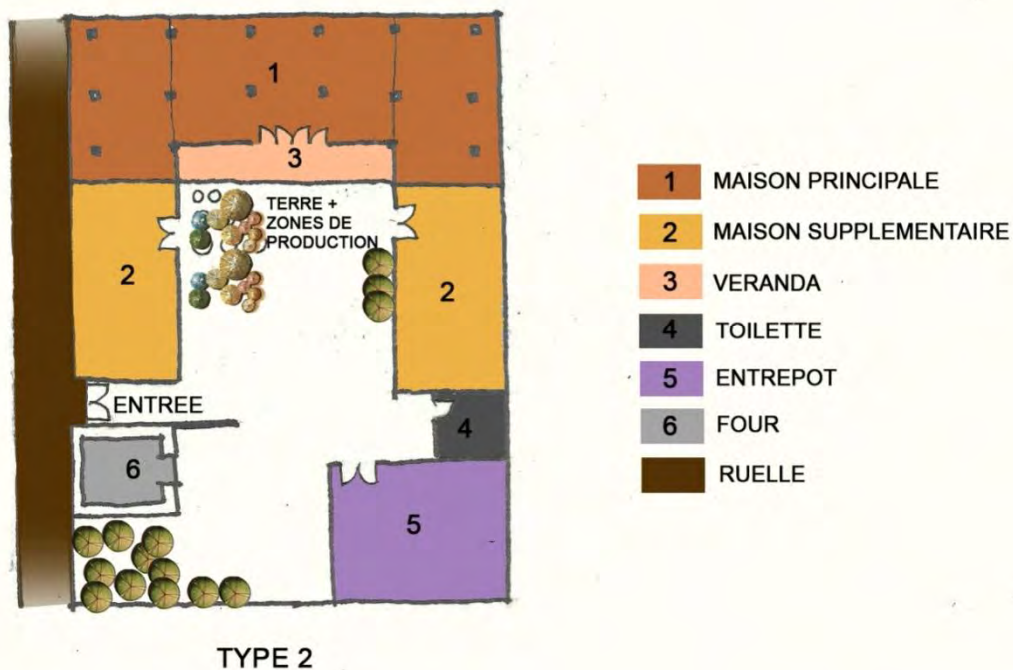 1
3
TERRE +
ZONES DE
PRODUCTION
2
2
ENTREE
4
6
5
TYPE 2
1 MAISON PRINCIPALE
2 MAISON SUPPLEMENTAIRE
3 VERANDA
4 TOILETTE
5 ENTREPOT
6 FOUR
RUELLE